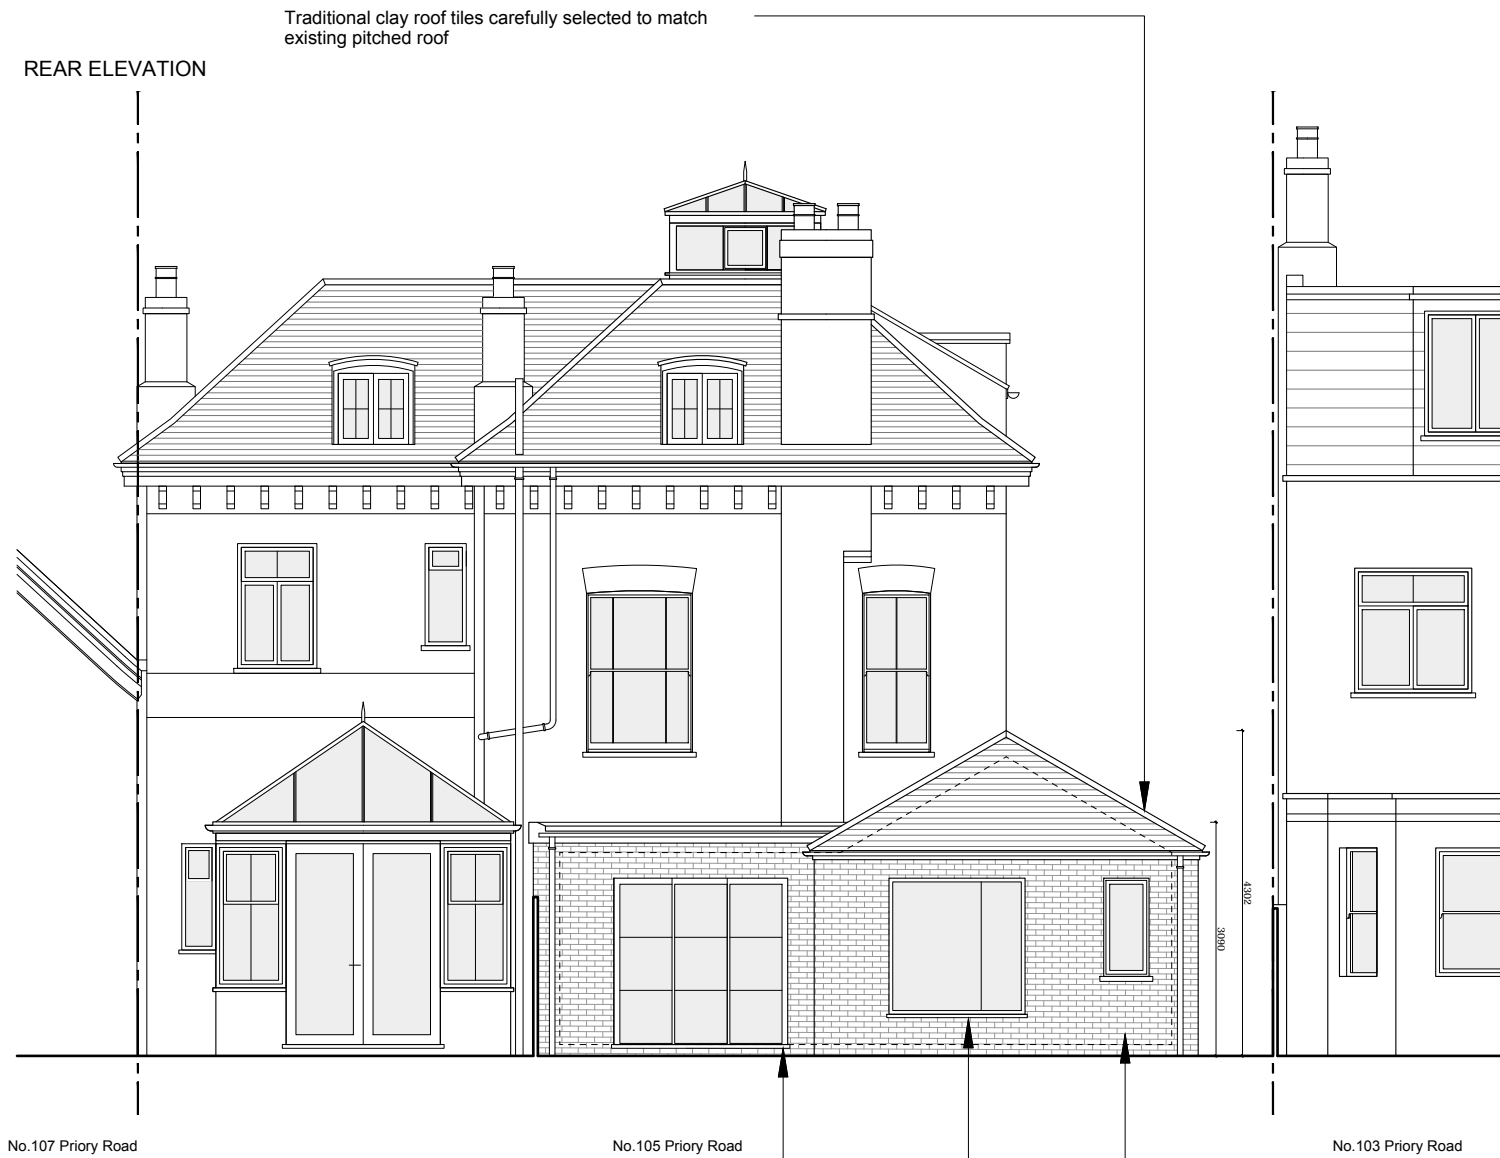 Traditional clay roof tiles carefully selected to match
existing pitched roof
REAR ELEVATION
4302
3090
No.107 Priory Road
No.105 Priory Road
No.103 Priory Road